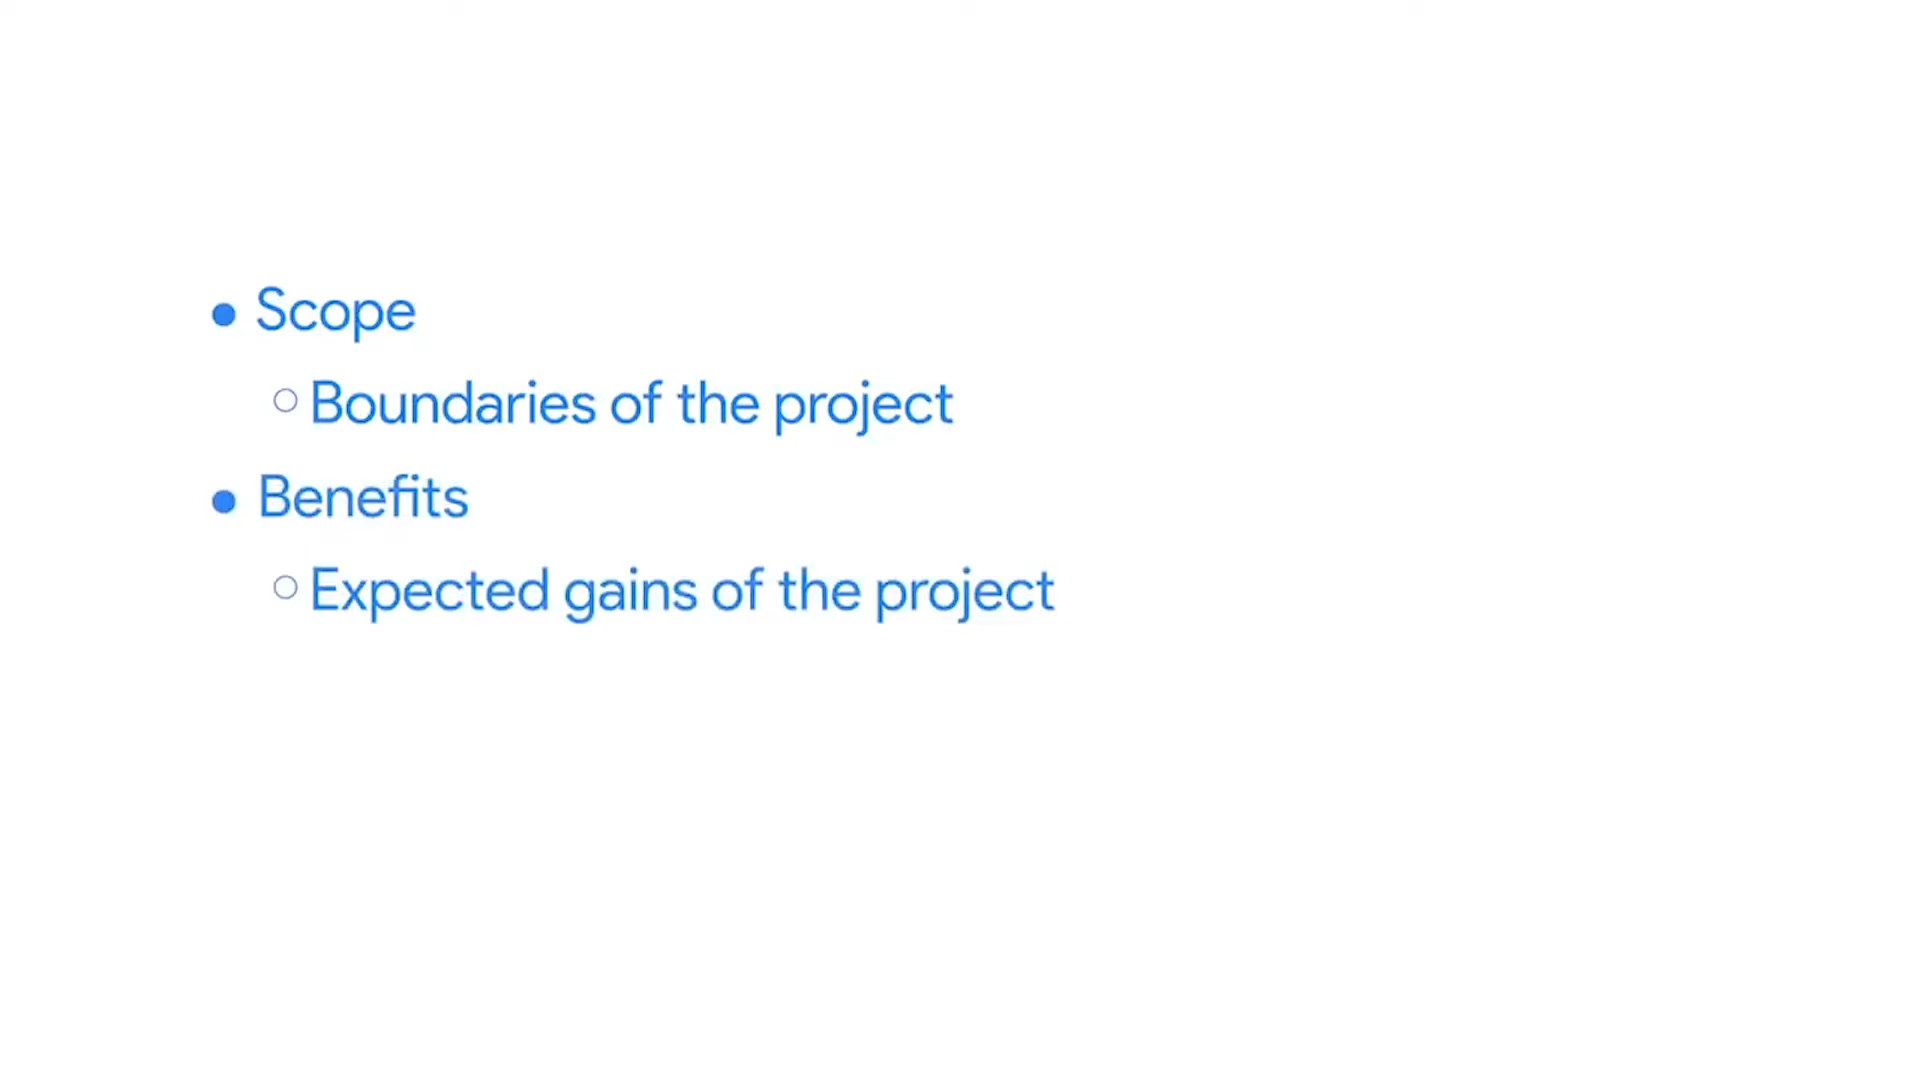 ● Scope
○ Boundaries of the project
● Benefits
○ Expected gains of the project